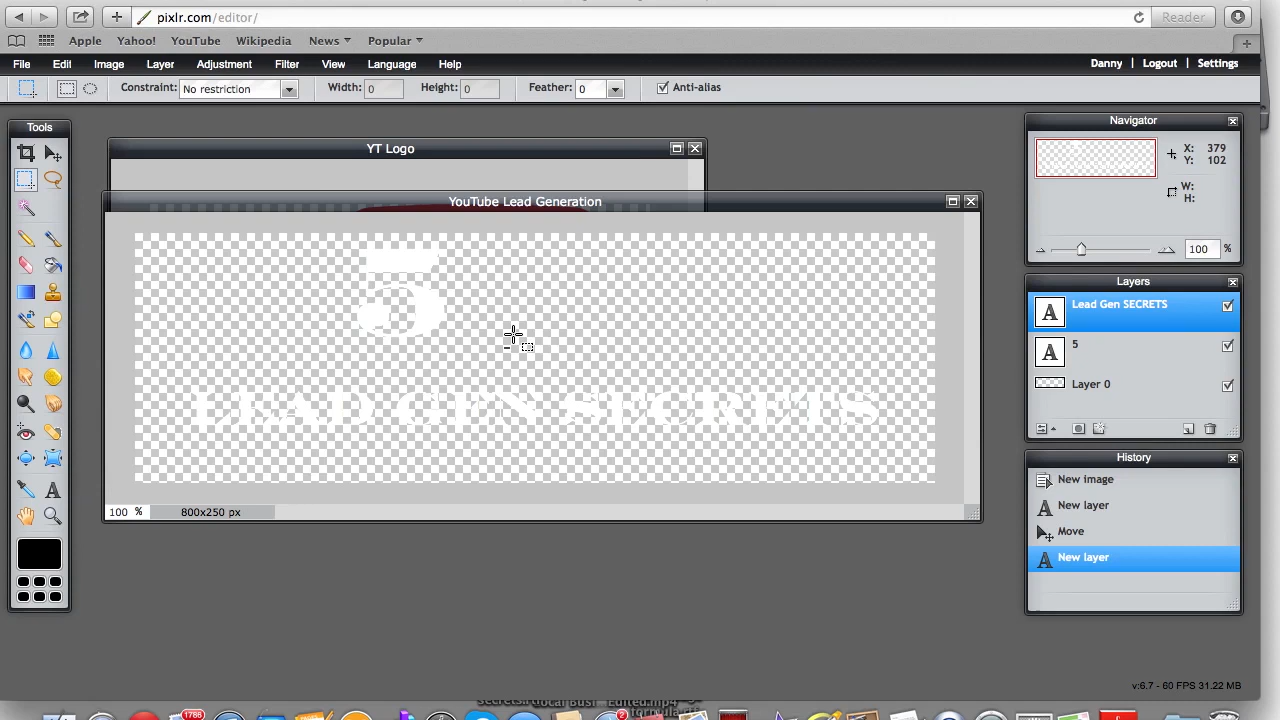 pixlr.com/editor/
Reader
Apple Yahoo! YouTube Wikipedia News Popular
File Edit Image Layer Adjustment Filter View Language Help
Danny Logout Settings
Constraint: No restriction Width: 0 Height: 0 Feather: 0 Anti-alias
Tools
YT Logo
YouTube Lead Generation
5
LEAD GEN SECRETS
100 % 800x250 px
Navigator
X: 379
Y: 102
W:
H:
100 %
Layers
Lead Gen SECRETS
5
Layer 0
History
New image
New layer
Move
New layer
v:6,7 - 60 FPS 31.22 MB
1786
2